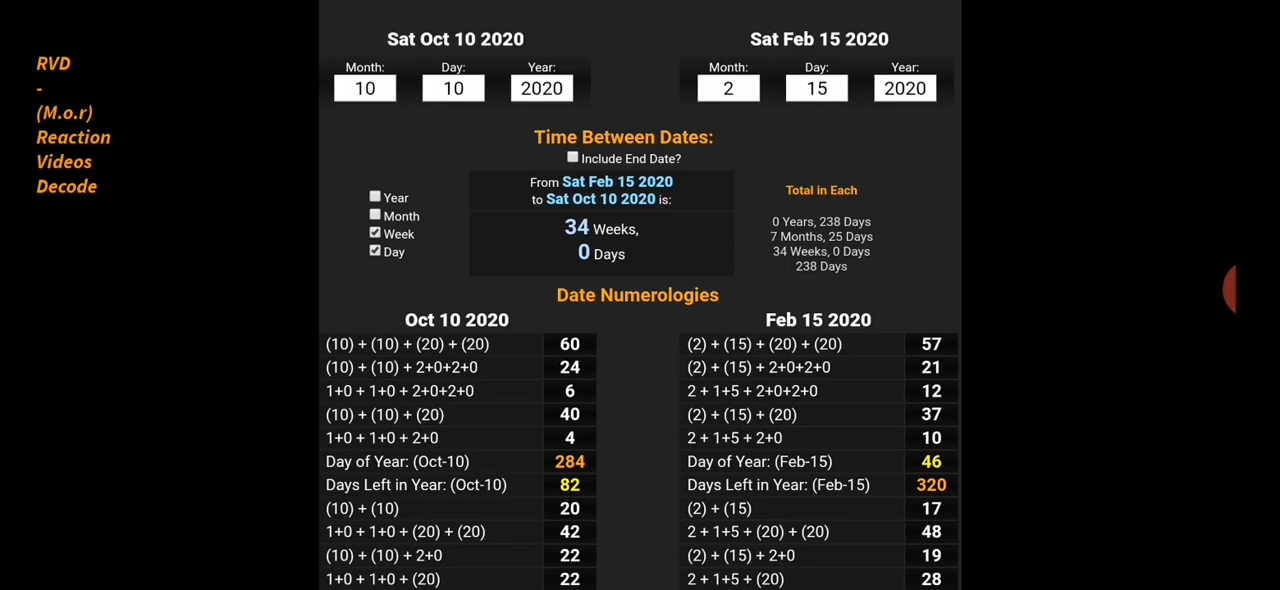 RVD
-
(M.o.r)
Reaction
Videos
Decode
Sat Oct 10 2020
Sat Feb 15 2020
Month: Day: Year:
10 10 2020
Month: Day: Year:
2 15 2020
Time Between Dates:
Include End Date?
Year
Month
Week
Day
From Sat Feb 15 2020
to Sat Oct 10 2020 is:
34 Weeks,
0 Days
Total in Each
0 Years, 238 Days
7 Months, 25 Days
34 Weeks, 0 Days
238 Days
Date Numerologies
Oct 10 2020
(10) + (10) + (20) + (20) 60
(10) + (10) + 2+0+2+0 24
1+0 + 1+0 + 2+0+2+0 6
(10) + (10) + (20) 40
1+0 + 1+0 + 2+0 4
Day of Year: (Oct-10) 284
Days Left in Year: (Oct-10) 82
(10) + (10) 20
1+0 + 1+0 + (20) + (20) 42
(10) + (10) + 2+0 22
1+0 + 1+0 + (20) 22
Feb 15 2020
(2) + (15) + (20) + (20) 57
(2) + (15) + 2+0+2+0 21
2 + 1+5 + 2+0+2+0 12
(2) + (15) + (20) 37
2 + 1+5 + 2+0 10
Day of Year: (Feb-15) 46
Days Left in Year: (Feb-15) 320
(2) + (15) 17
2 + 1+5 + (20) + (20) 48
(2) + (15) + 2+0 19
2 + 1+5 + (20) 28